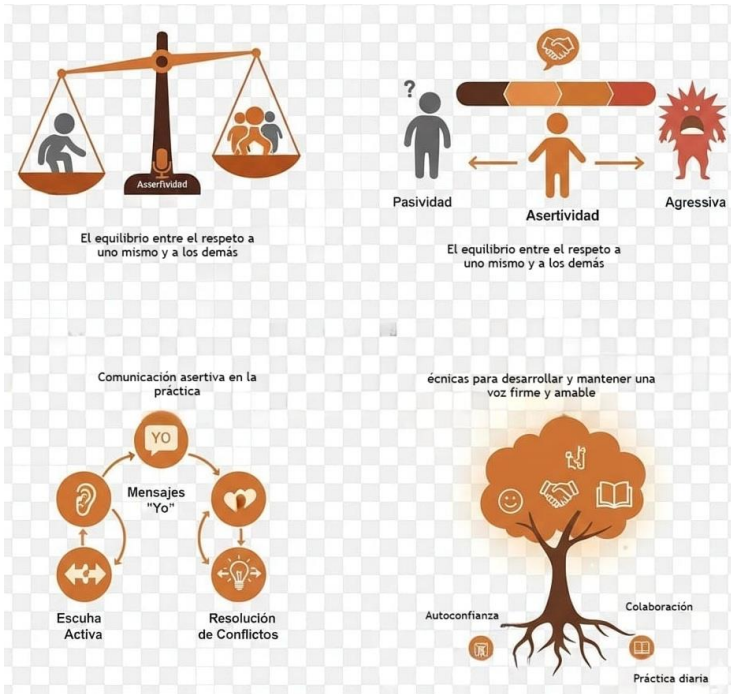 Asserfividad
El equilibrio entre el respeto a
uno mismo y a los demás
?
Pasividad
Asertividad
Agressiva
El equilibrio entre el respeto a
uno mismo y a los demás
Comunicación asertiva en la
práctica
YO
Mensajes
"Yo"
Escuha
Activa
Resolución
de Conflictos
écnicas para desarrollar y mantener una
voz firme y amable
Autoconfianza
Colaboración
Práctica diaria